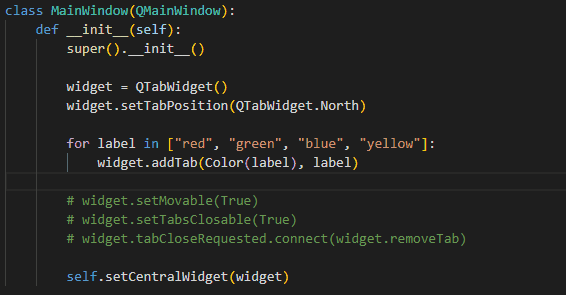 class MainWindow(QMainWindow):
    def __init__(self):
        super().__init__()
        widget = QTabWidget()
        widget.setTabPosition(QTabWidget.North)
        for label in ["red", "green", "blue", "yellow"]:
            widget.addTab(Color(label), label)
        # widget.setMovable(True)
        # widget.setTabsClosable(True)
        # widget.tabCloseRequested.connect(widget.removeTab)
        self.setCentralWidget(widget)